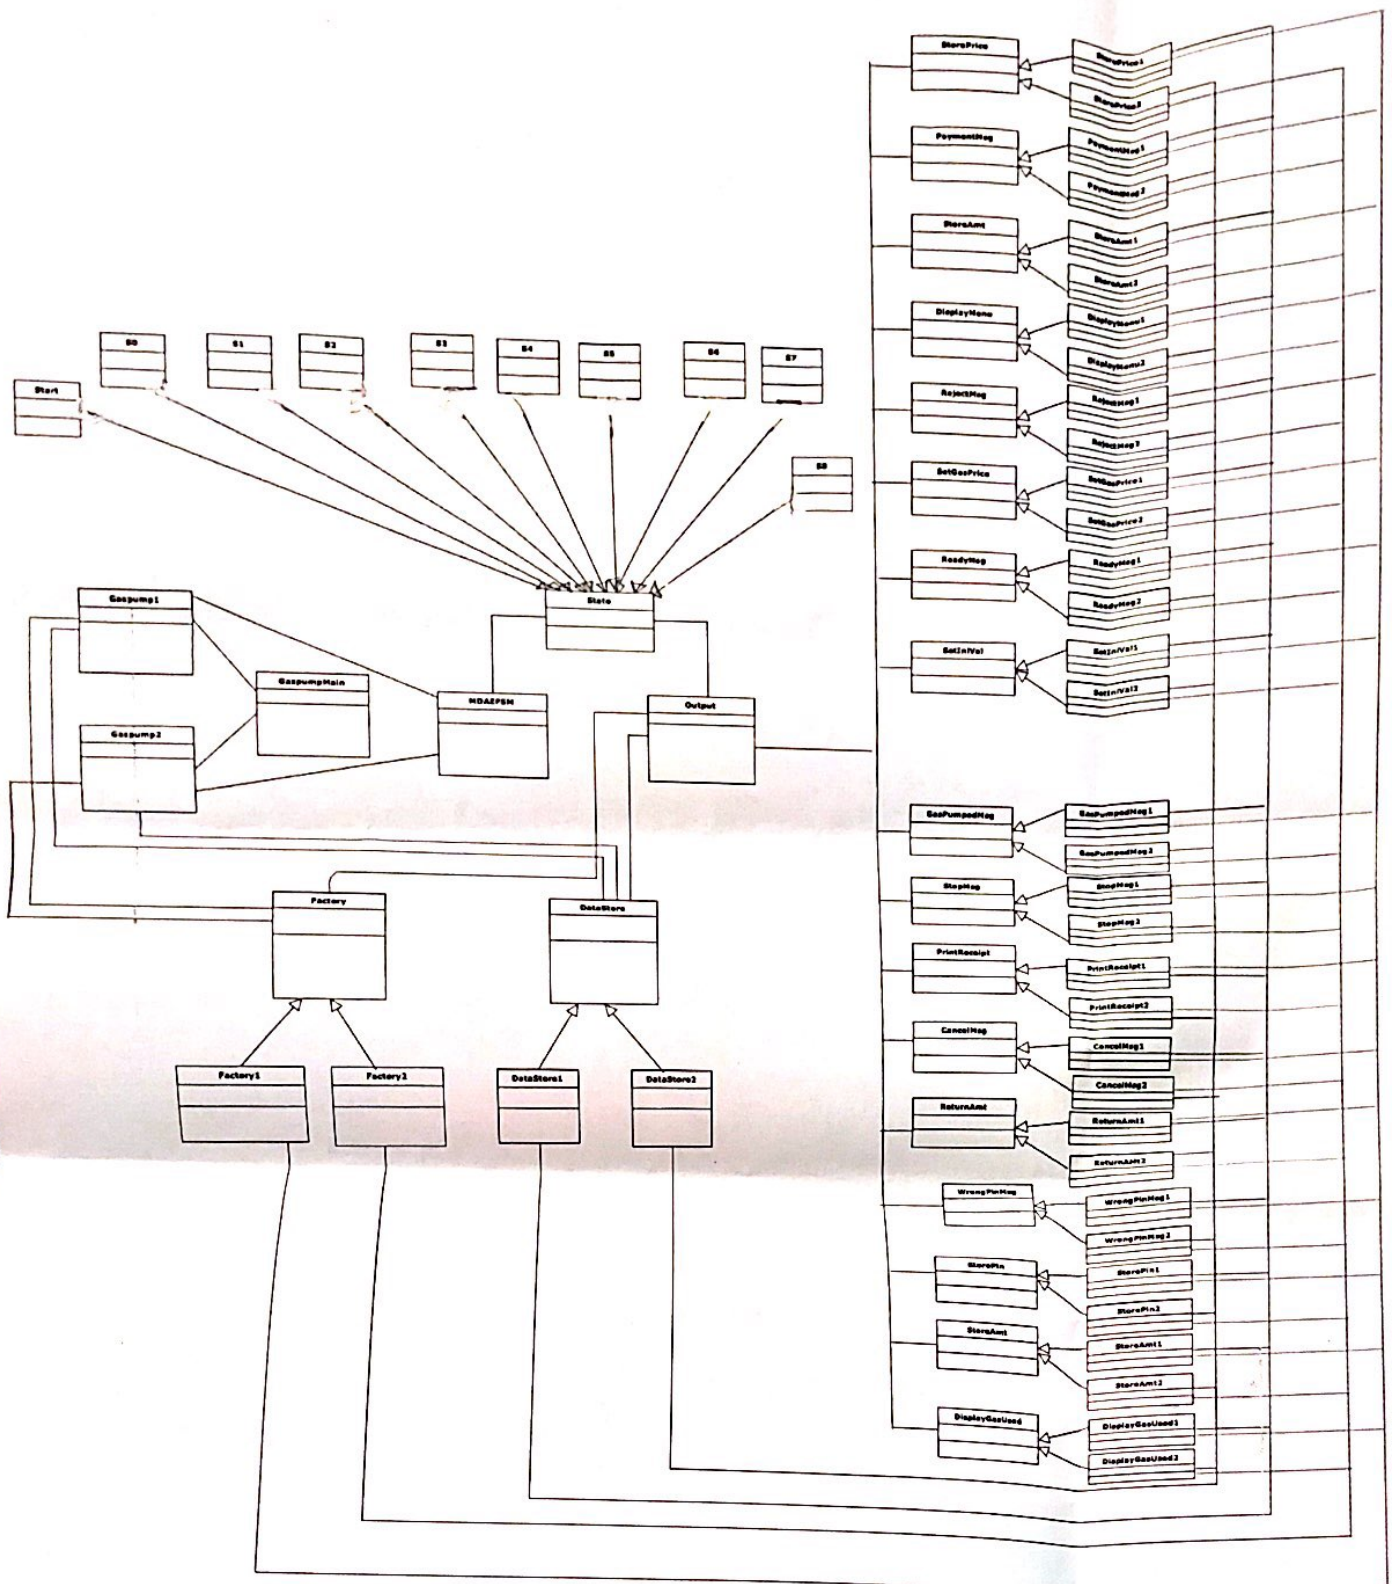 StorePrice
StorePrice1
StorePrice2
PaymentMsg
PaymentMsg1
PaymentMsg2
StoreAmt
StoreAmt1
StoreAmt2
DisplayMenu
DisplayMenu1
DisplayMenu2
RejectMsg
RejectMsg1
RejectMsg2
SetGasPrice
SetGasPrice1
SetGasPrice2
ReadyMsg
ReadyMsg1
ReadyMsg2
SetIniVal
SetIniVal1
SetIniVal2
Start
S0
S1
S2
S3
S4
S5
S6
S7
S8
State
Gaspump1
GaspumpMain
Gaspump2
MDAEFSM
Output
GasPumpedMsg
GasPumpedMsg1
GasPumpedMsg2
StopMsg
StopMsg1
StopMsg2
PrintReceipt
PrintReceipt1
PrintReceipt2
CancelMsg
CancelMsg1
CancelMsg2
ReturnAmt
ReturnAmt1
ReturnAmt2
Factory
DataStore
Factory1
Factory2
DataStore1
DataStore2
WrongPinMsg
WrongPinMsg1
WrongPinMsg2
StorePin
StorePin1
StorePin2
StoreAmt
StoreAmt1
StoreAmt2
DisplayGasUsed
DisplayGasUsed1
DisplayGasUsed2